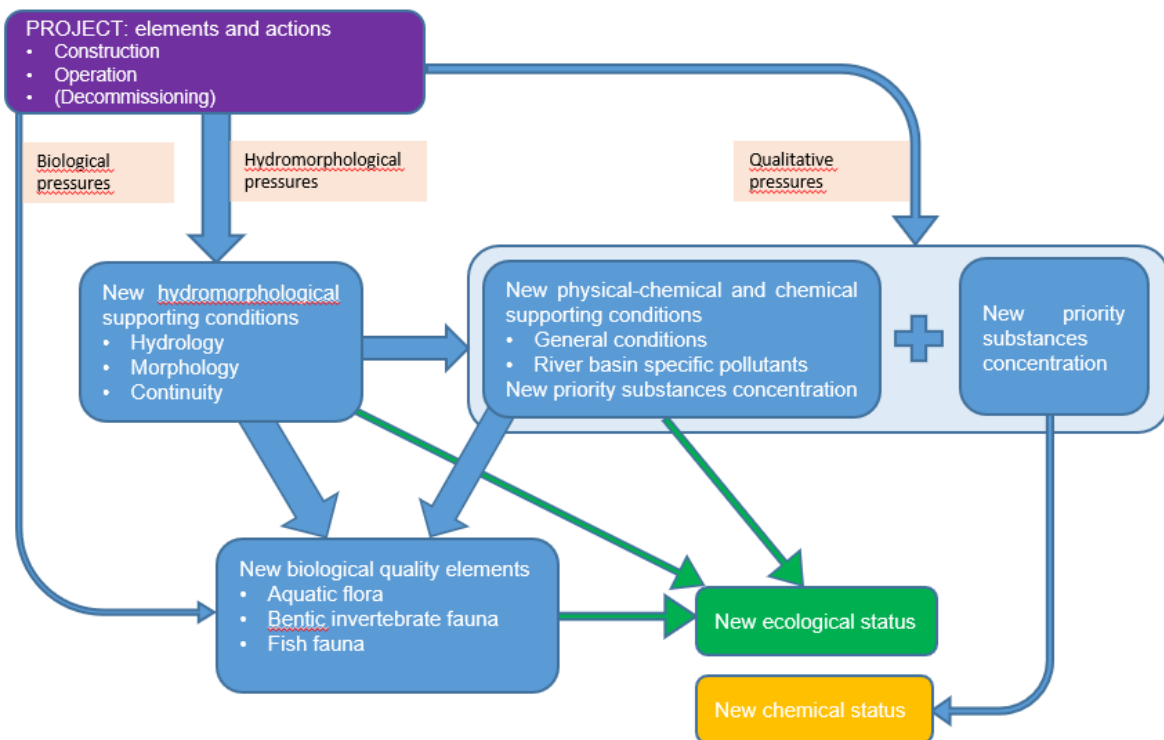 PROJECT: elements and actions
• Construction
• Operation
• (Decommissioning)
Biological
pressures
Hydromorphological
pressures
Qualitative
pressures
New hydromorphological
supporting conditions
• Hydrology
• Morphology
• Continuity
New physical-chemical and chemical
supporting conditions
• General conditions
• River basin specific pollutants
New priority substances concentration
New priority
substances
concentration
New biological quality elements
• Aquatic flora
• Bentic invertebrate fauna
• Fish fauna
New ecological status
New chemical status